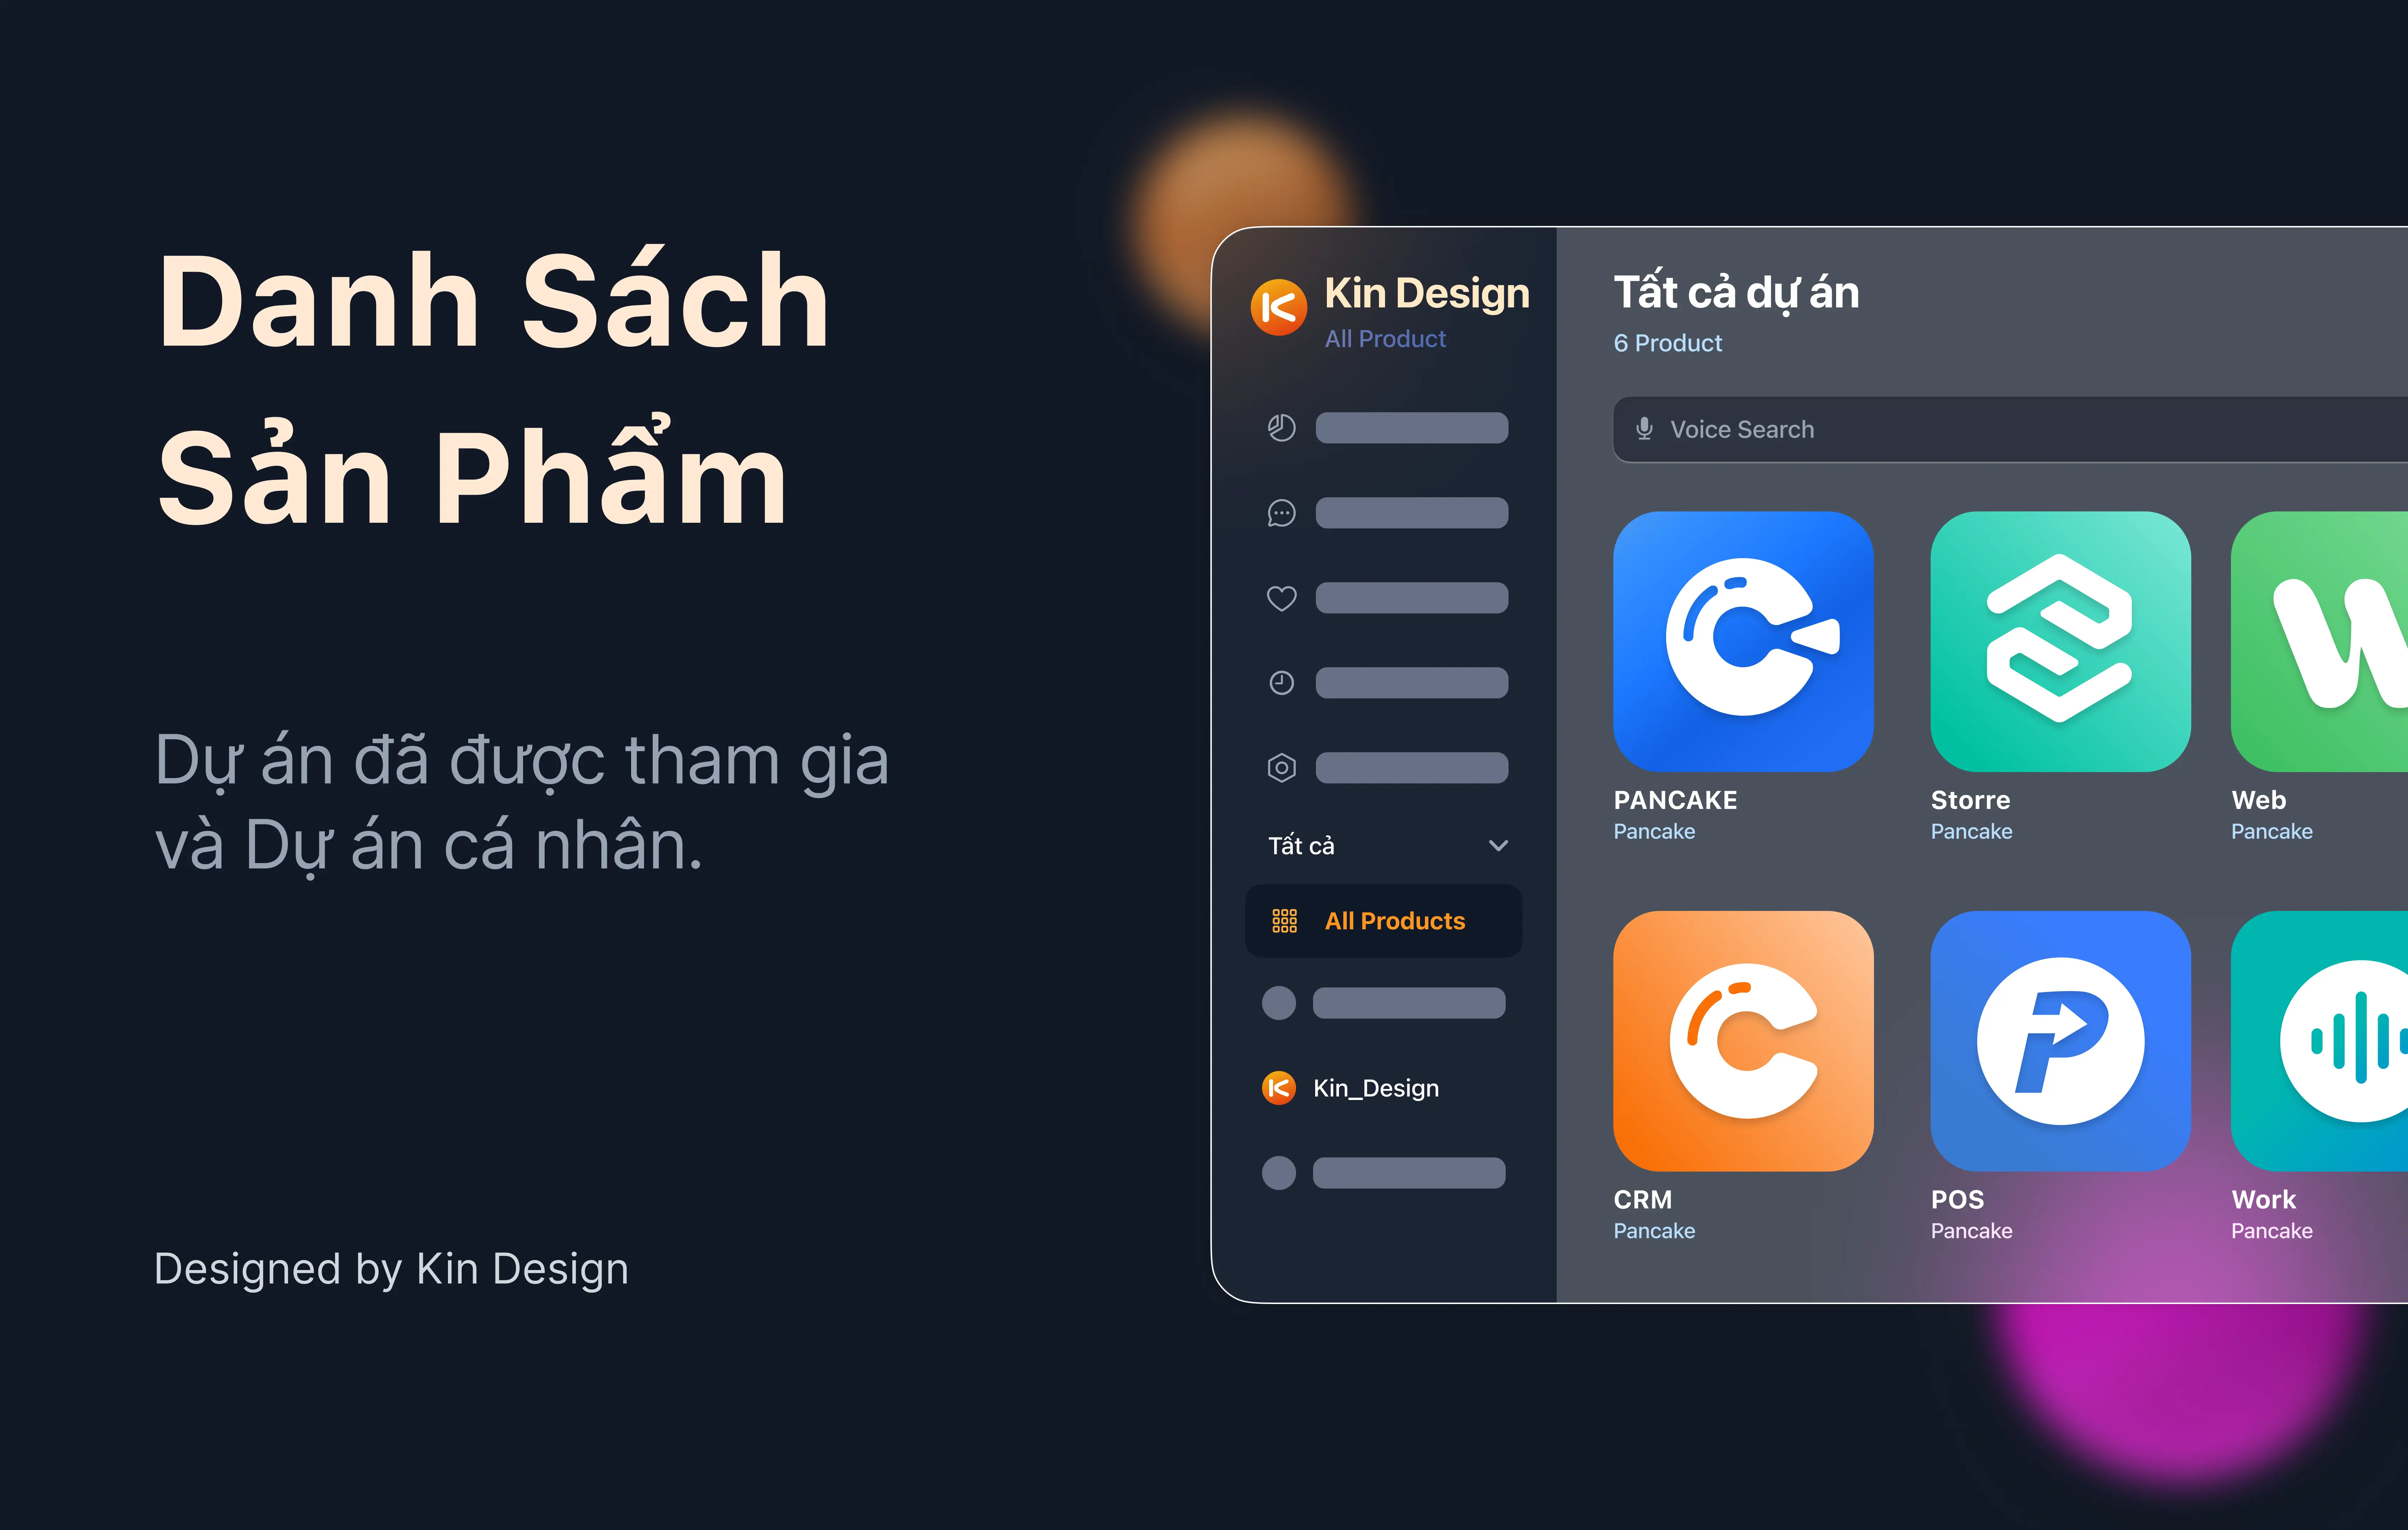 Danh Sách
Sản Phẩm
Dự án đã được tham gia
và Dự án cá nhân.
Designed by Kin Design
Kin Design
All Product
Tất cả
All Products
Kin_Design
Tất cả dự án
6 Product
Voice Search
PANCAKE
Pancake
Storre
Pancake
Web
Pancake
CRM
Pancake
POS
Pancake
Work
Pancake